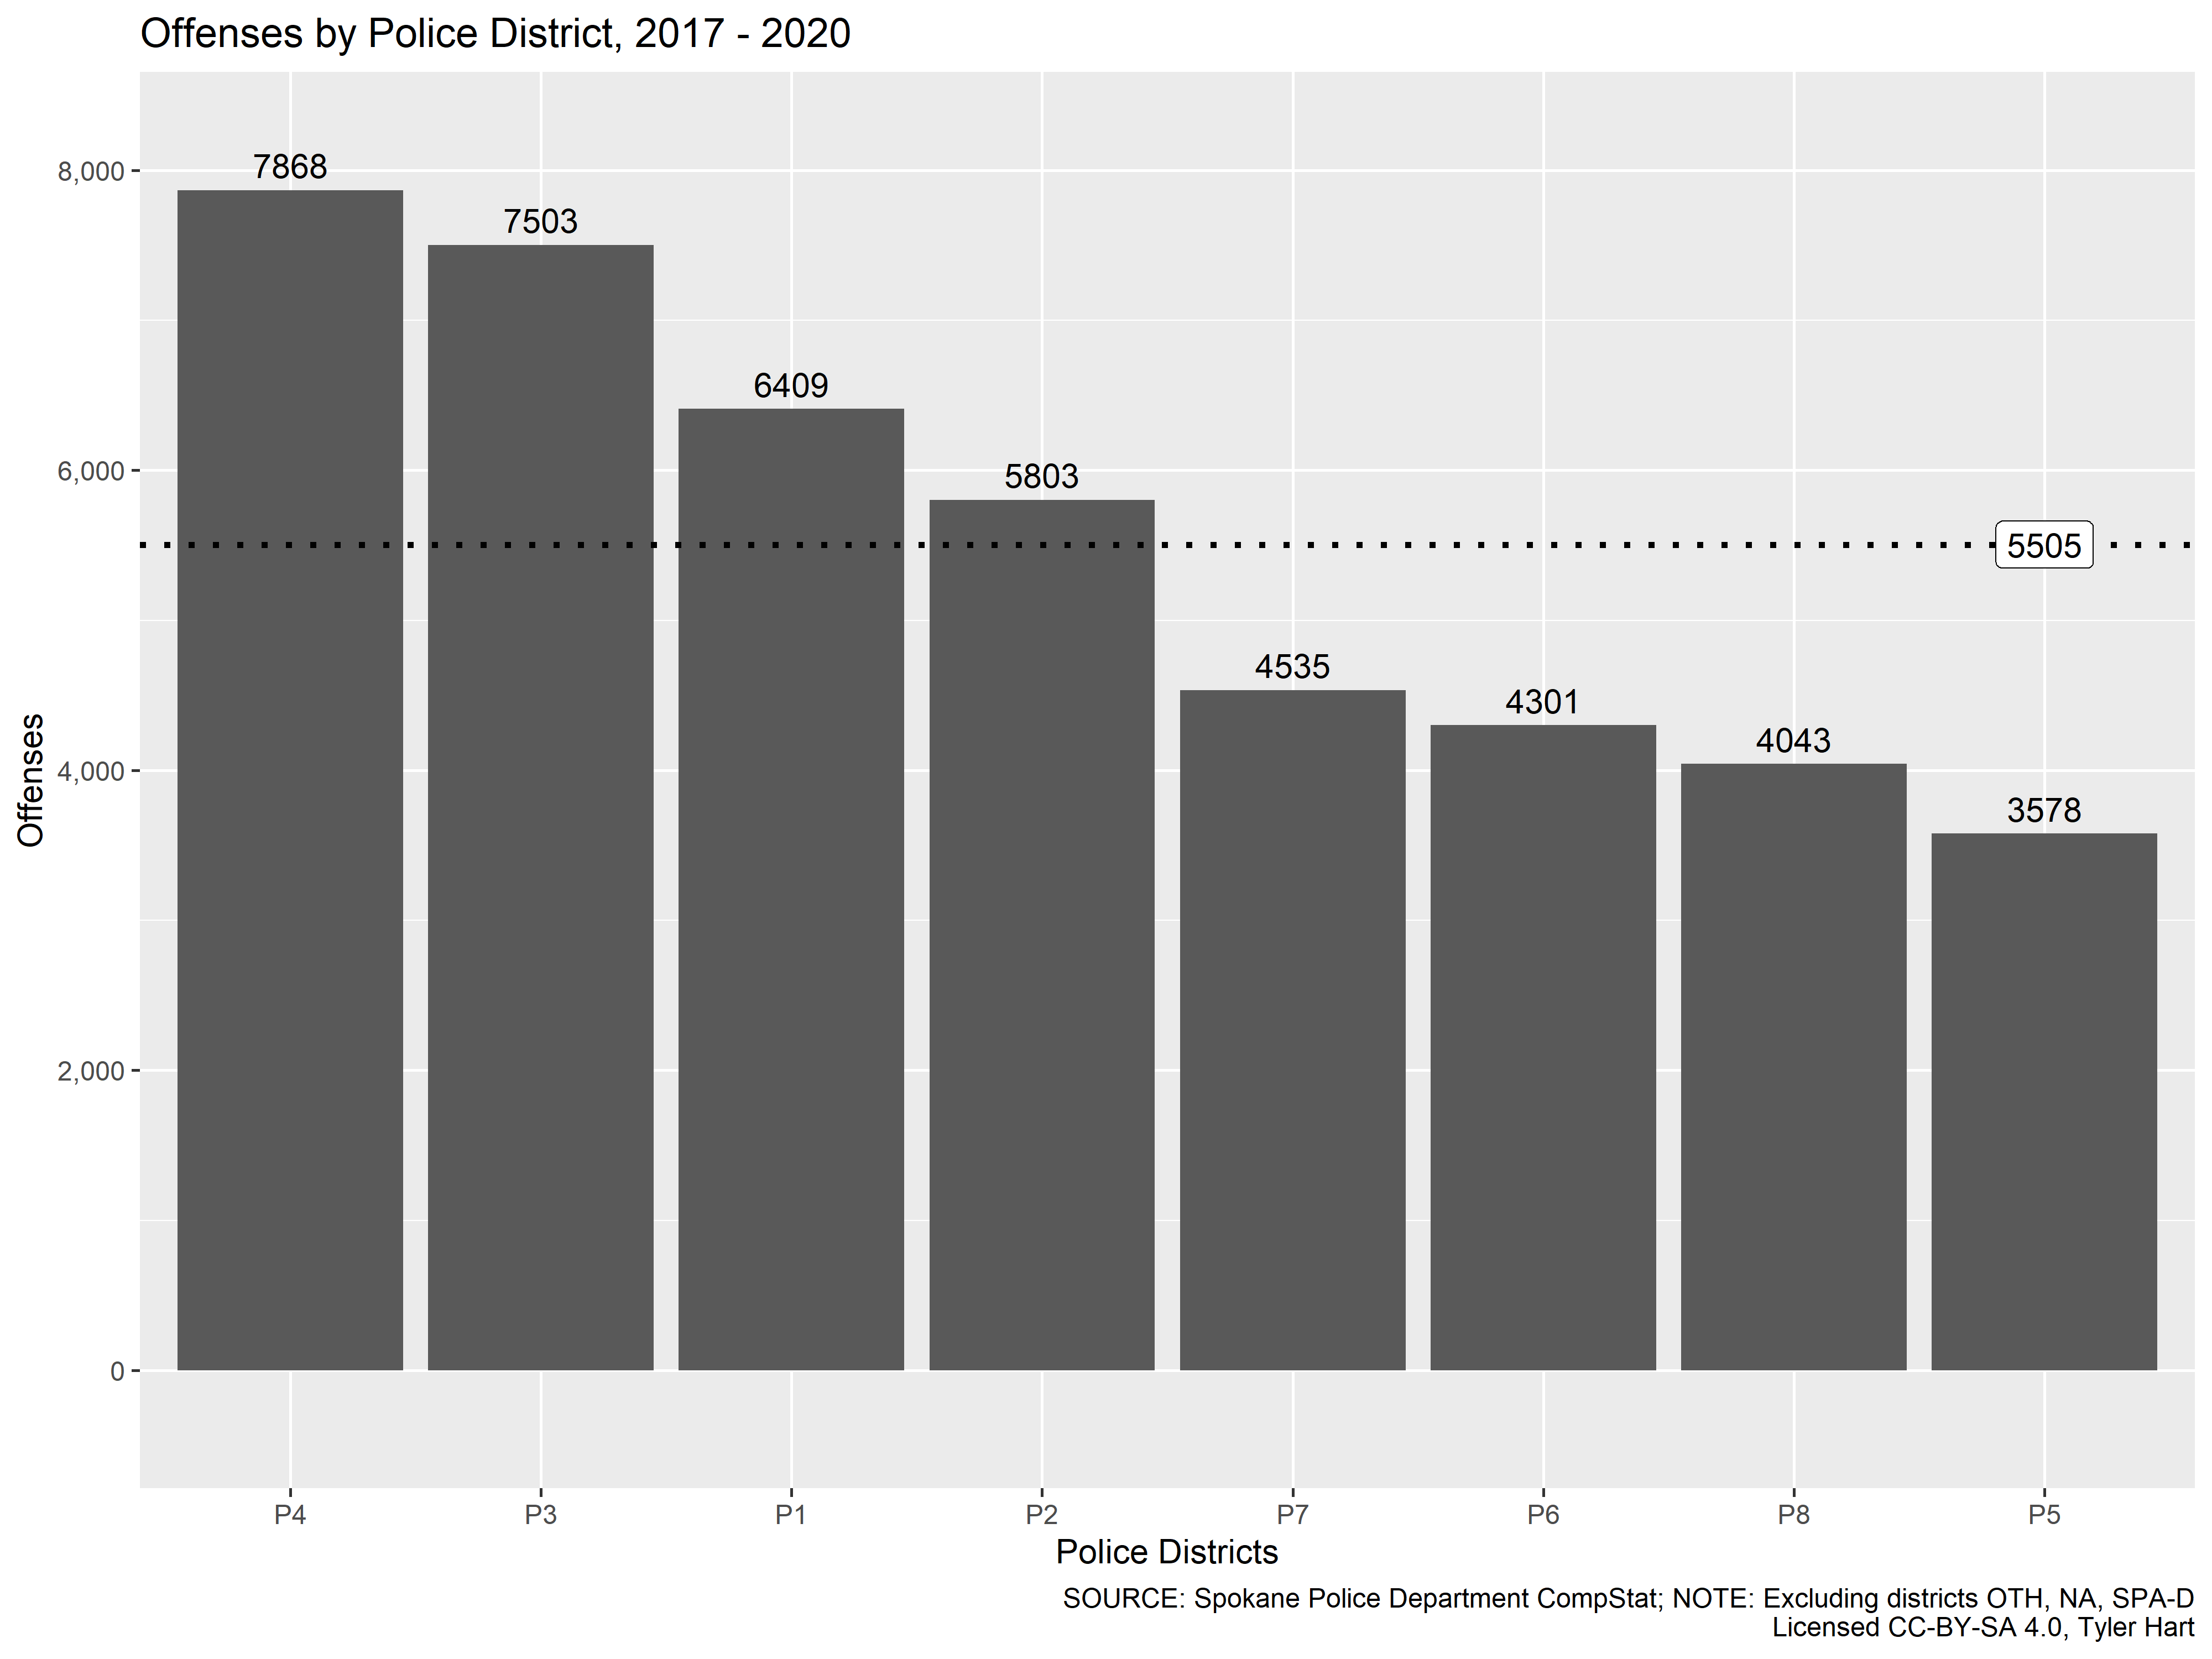 Offenses by Police District, 2017 - 2020
Offenses
8,000
6,000
4,000
2,000
0
7868
7503
6409
5803
4535
4301
4043
3578
5505
P4 P3 P1 P2 P7 P6 P8 P5
Police Districts
SOURCE: Spokane Police Department CompStat; NOTE: Excluding districts OTH, NA, SPA-D
Licensed CC-BY-SA 4.0, Tyler Hart